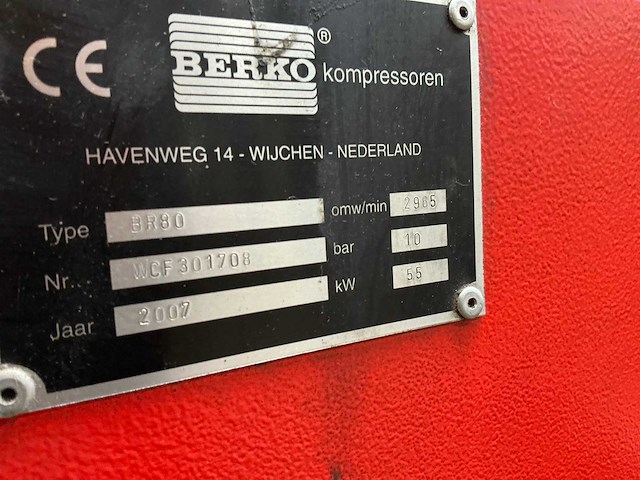 CE BERKO® kompressoren
HAVENWEG 14 - WIJCHEN - NEDERLAND
Type BR80 omw/min 2965
Nr. WCF301708 bar 10
Jaar 2007 kW 55